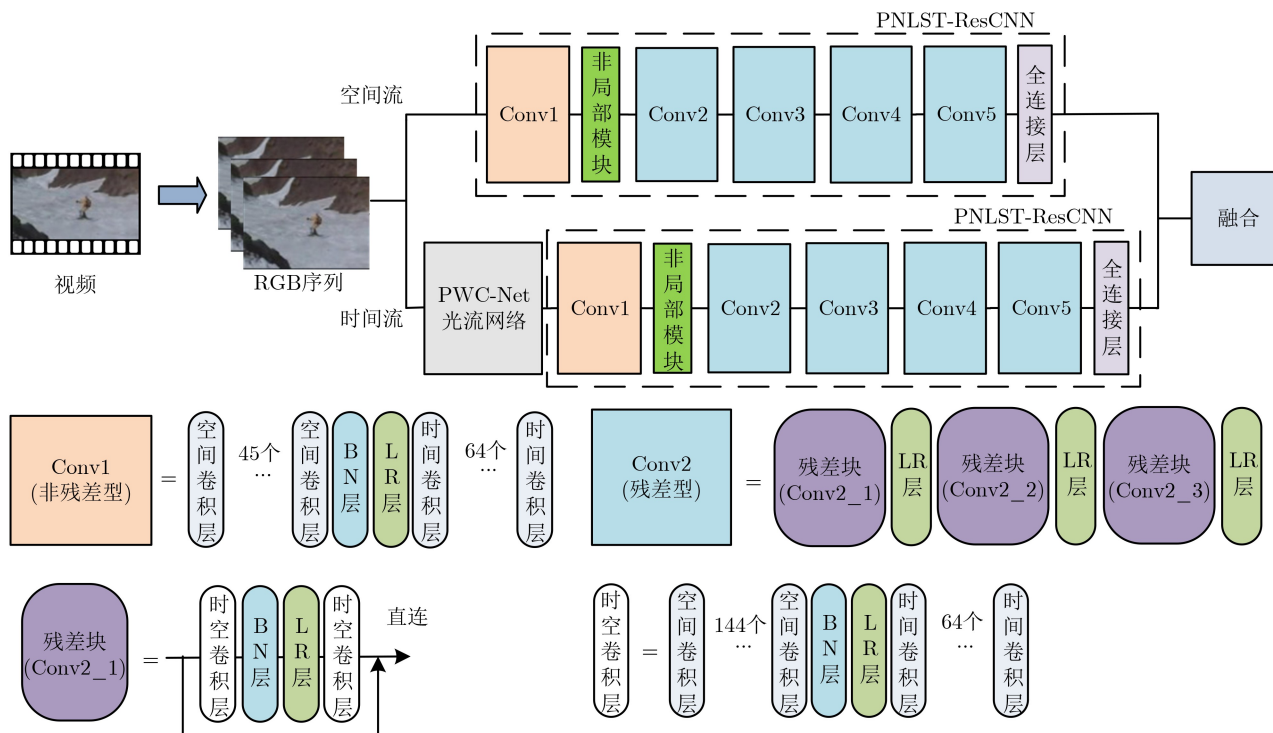 PNLST-ResCNN
空间流
Conv1
非局部模块
Conv2
Conv3
Conv4
Conv5
全连接层
视频
RGB序列
融合
PNLST-ResCNN
时间流
PWC-Net
光流网络
Conv1
非局部模块
Conv2
Conv3
Conv4
Conv5
全连接层
Conv1
(非残差型)
=
空间卷积层
45个
...
空间卷积层
BN层
LR层
时间卷积层
64个
...
时间卷积层
Conv2
(残差型)
=
残差块
(Conv2_1)
LR层
残差块
(Conv2_2)
LR层
残差块
(Conv2_3)
LR层
残差块
(Conv2_1)
=
时空卷积层
BN层
LR层
时空卷积层
直连
时空卷积层
=
空间卷积层
144个
...
空间卷积层
BN层
LR层
时间卷积层
64个
...
时间卷积层